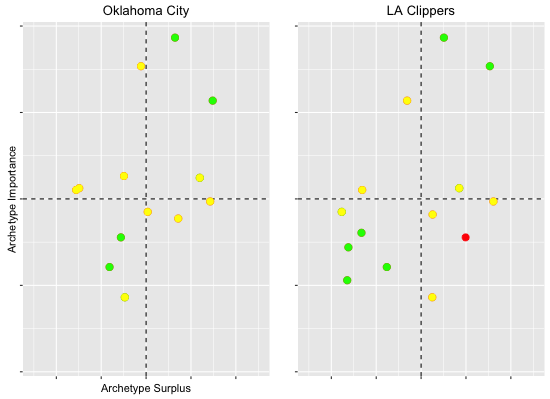 Oklahoma City
LA Clippers
Archetype Importance
Archetype Surplus